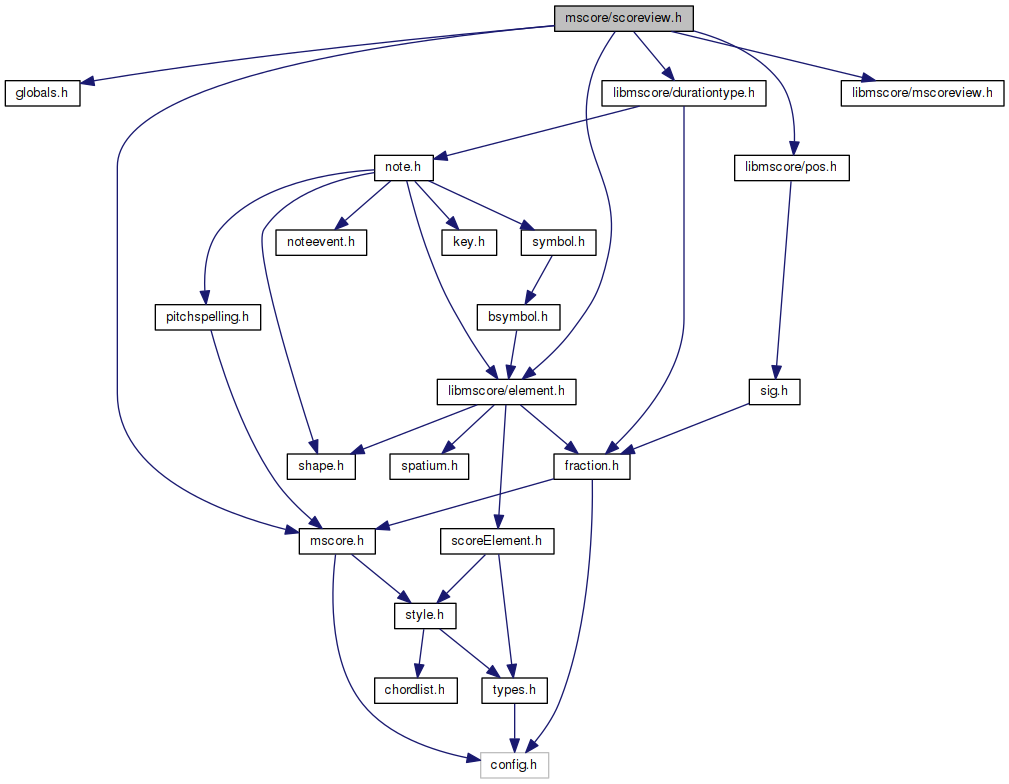 mscore/scoreview.h
globals.h
libmscore/durationtype.h
libmscore/mscoreview.h
note.h
libmscore/pos.h
noteevent.h
key.h
symbol.h
pitchspelling.h
bsymbol.h
libmscore/element.h
sig.h
shape.h
spatium.h
fraction.h
mscore.h
scoreElement.h
style.h
chordlist.h
types.h
config.h